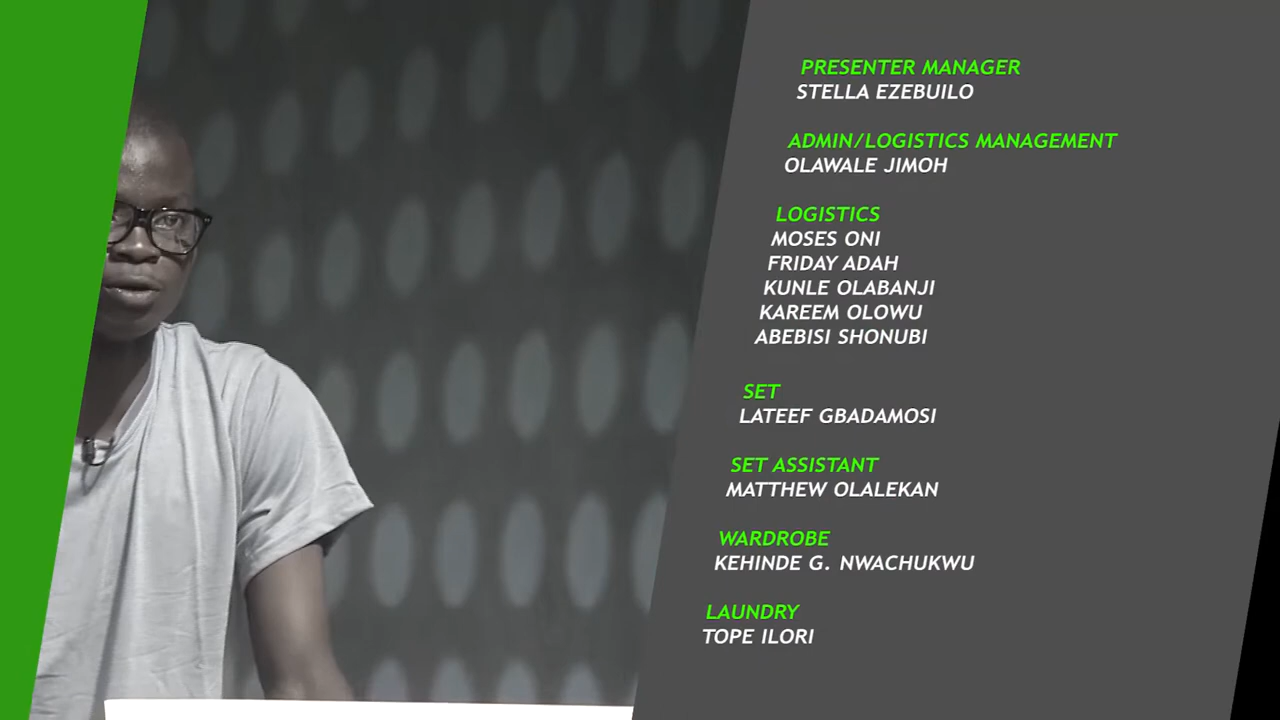 PRESENTER MANAGER
STELLA EZEBUILO
ADMIN/LOGISTICS MANAGEMENT
OLAWALE JIMOH
LOGISTICS
MOSES ONI
FRIDAY ADAH
KUNLE OLABANJI
KAREEM OLOWU
ABEBISI SHONUBI
SET
LATEEF GBADAMOSI
SET ASSISTANT
MATTHEW OLALEKAN
WARDROBE
KEHINDE G. NWACHUKWU
LAUNDRY
TOPE ILORI